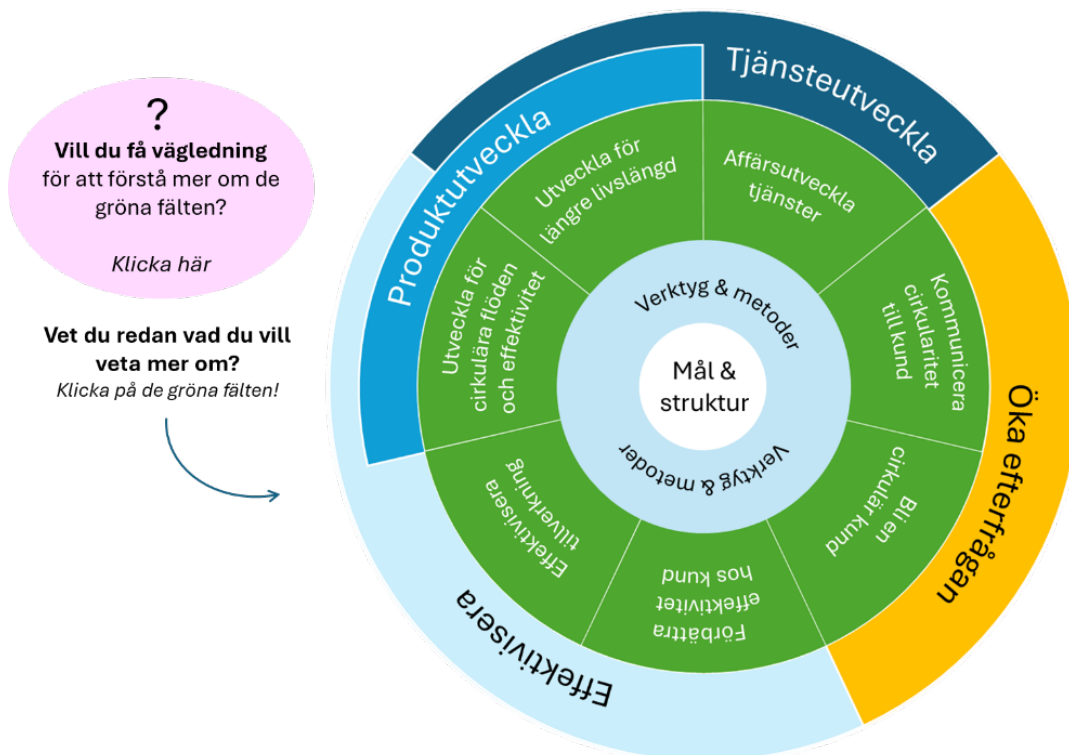 ?
Vill du få vägledning
för att förstå mer om de
gröna fälten?
Klicka här
Vet du redan vad du vill
veta mer om?
Klicka på de gröna fälten!
Tjänsteutveckla
Produktutveckla
Öka efterfrågan
Effektivisera
Utveckla för
längre livslängd
Affärsutveckla
tjänster
Kommunicera
cirkularitet
till kund
Bli en
cirkulär kund
Förbättra
effektivitet
hos kund
Effektivisera
tillverkning
Utveckla för
cirkulära flöden
och effektivitet
Verktyg & metoder
Mål &
struktur
Verktyg & metoder